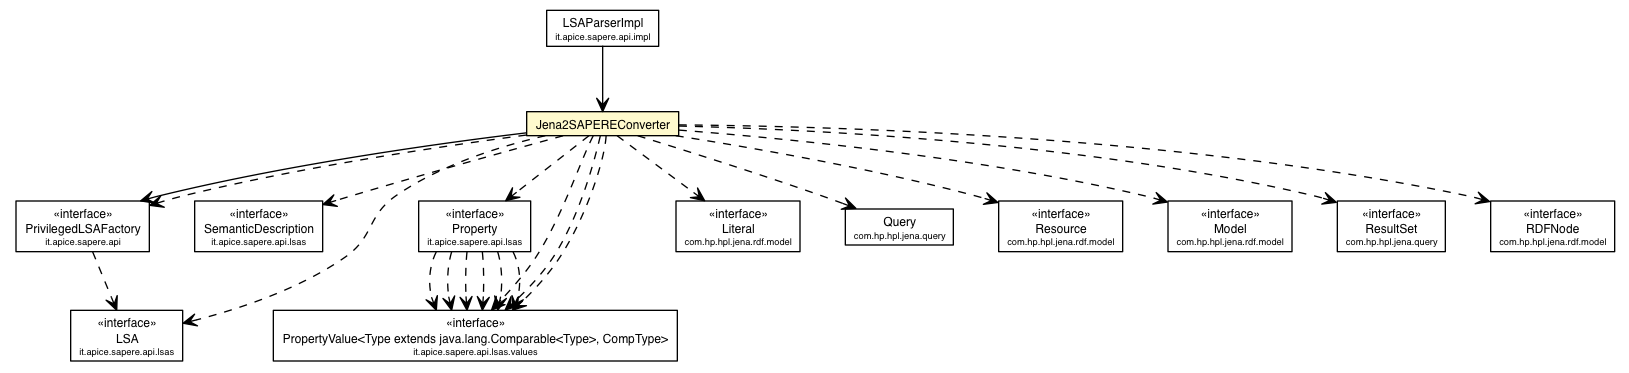 LSAParserImpl
it.apice.sapere.api.impl
Jena2SAPEREConverter
«interface»
PrivilegedLSAFactory
it.apice.sapere.api
«interface»
SemanticDescription
it.apice.sapere.api.lsas
«interface»
Property
it.apice.sapere.api.lsas
«interface»
Literal
com.hp.hpl.jena.rdf.model
Query
com.hp.hpl.jena.query
«interface»
Resource
com.hp.hpl.jena.rdf.model
«interface»
Model
com.hp.hpl.jena.rdf.model
«interface»
ResultSet
com.hp.hpl.jena.query
«interface»
RDFNode
com.hp.hpl.jena.rdf.model
«interface»
LSA
it.apice.sapere.api.lsas
«interface»
PropertyValue<Type extends java.lang.Comparable<Type>, CompType>
it.apice.sapere.api.lsas.values